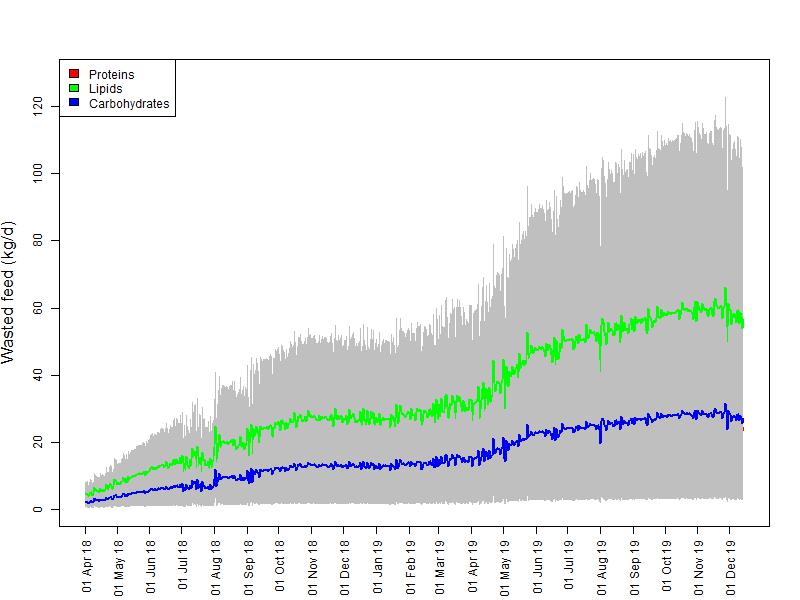 Proteins
Lipids
Carbohydrates
Wasted feed (kg/d)
120
100
80
60
40
20
0
01 Apr 18
01 May 18
01 Jun 18
01 Jul 18
01 Aug 18
01 Sep 18
01 Oct 18
01 Nov 18
01 Dec 18
01 Jan 19
01 Feb 19
01 Mar 19
01 Apr 19
01 May 19
01 Jun 19
01 Jul 19
01 Aug 19
01 Sep 19
01 Oct 19
01 Nov 19
01 Dec 19